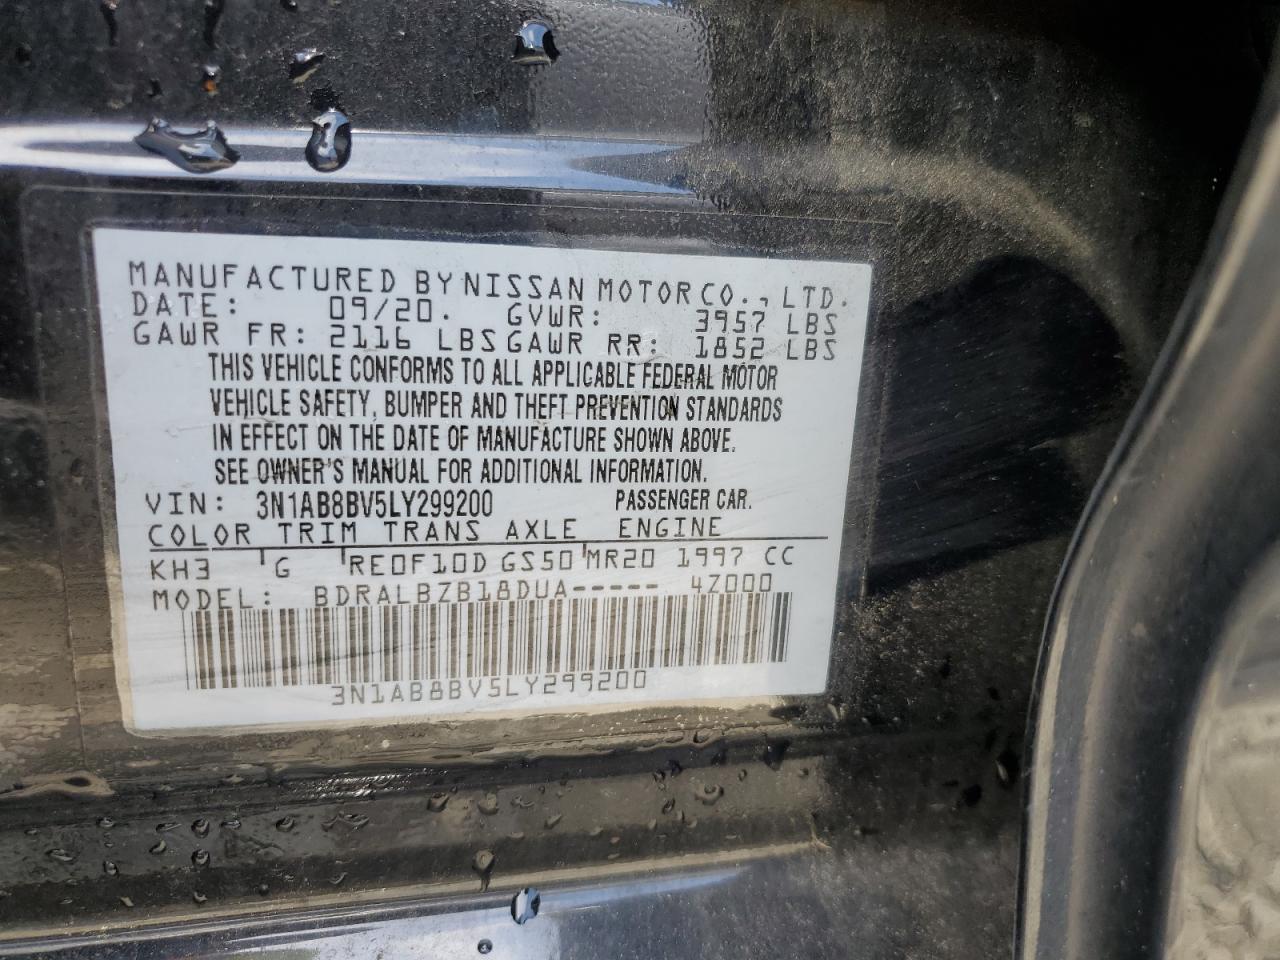 MANUFACTURED BY NISSAN MOTOR CO., LTD.
DATE: 09/20. GVWR: 3957 LBS
GAWR FR: 2116 LBS GAWR RR: 1852 LBS
THIS VEHICLE CONFORMS TO ALL APPLICABLE FEDERAL MOTOR
VEHICLE SAFETY, BUMPER AND THEFT PREVENTION STANDARDS
IN EFFECT ON THE DATE OF MANUFACTURE SHOWN ABOVE.
SEE OWNER'S MANUAL FOR ADDITIONAL INFORMATION.
VIN: 3N1AB8BV5LY299200 PASSENGER CAR.
COLOR TRIM TRANS AXLE ENGINE
KH3 G RE0F10D GS50 MR20 1997 CC
MODEL: BDRALBZB18DUA----- 4Z000
3N1AB8BV5LY299200